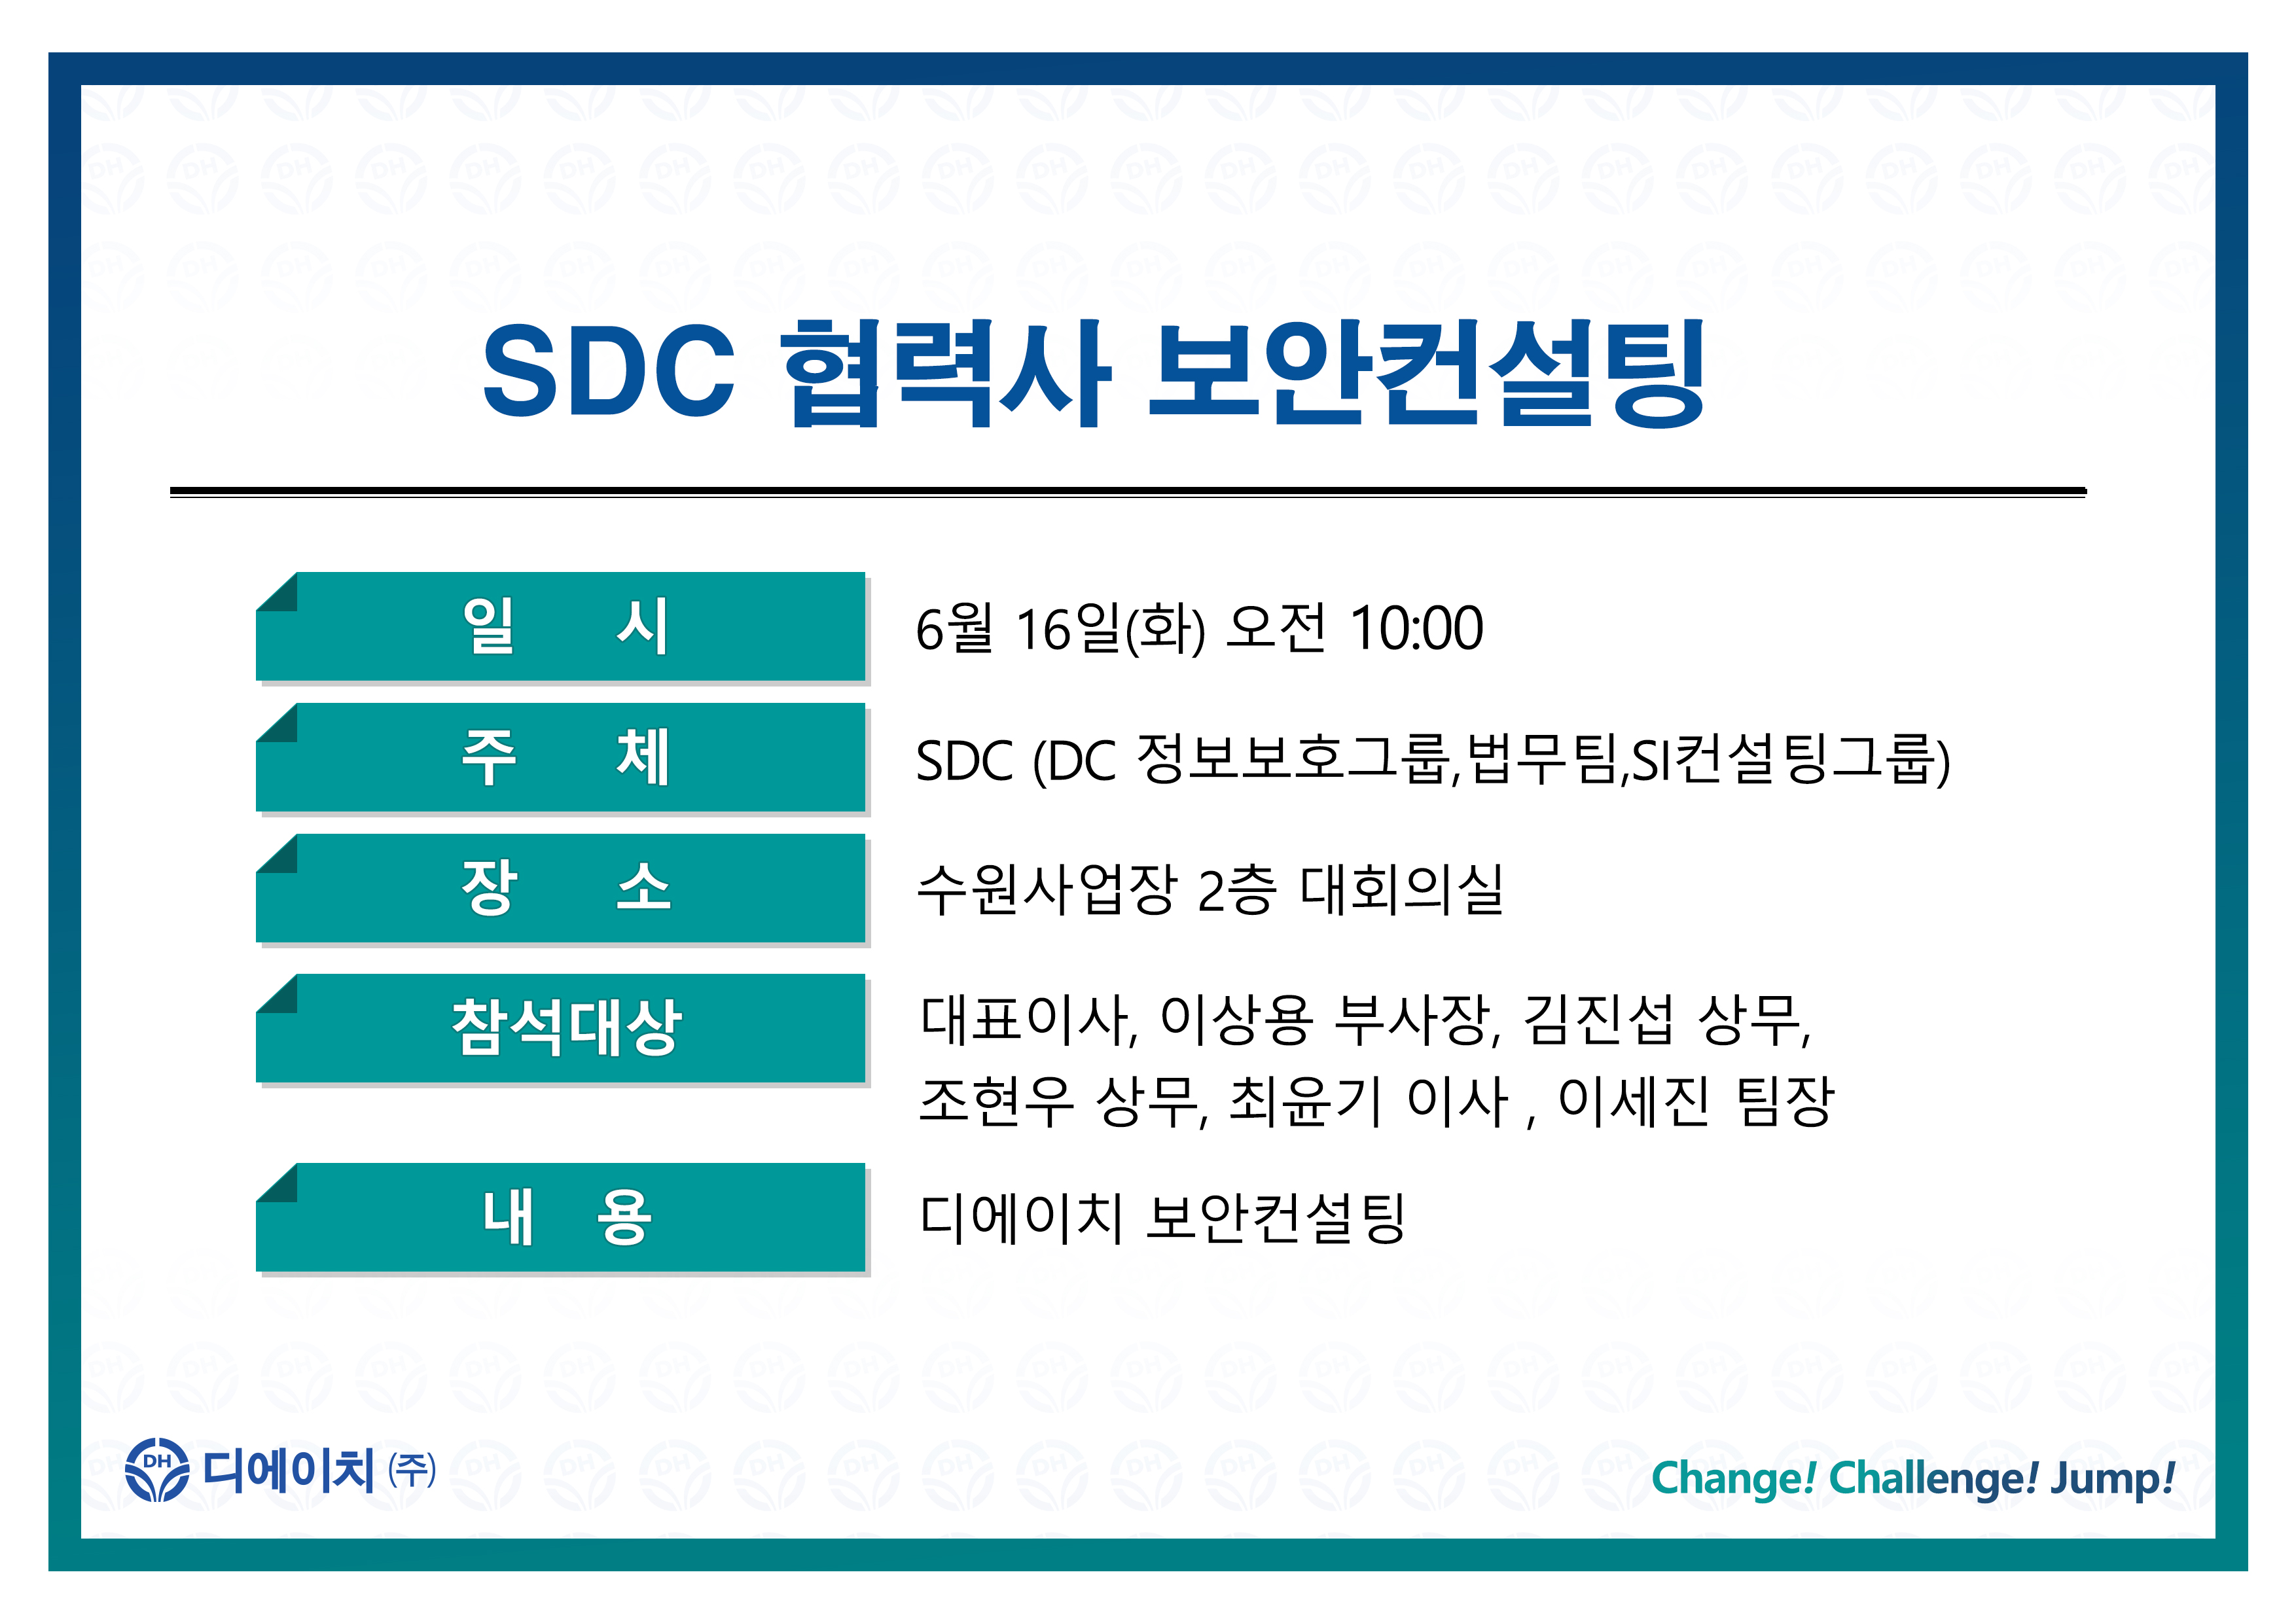 SDC 협력사 보안컨설팅
일 시
6월 16일(화) 오전 10:00
주 체
SDC (DC 정보보호그룹,법무팀,SI컨설팅그룹)
장 소
수원사업장 2층 대회의실
참석대상
대표이사, 이상용 부사장, 김진섭 상무,
조현우 상무, 최윤기 이사 , 이세진 팀장
내 용
디에이치 보안컨설팅
DH 디에이치 (주)
Change! Challenge! Jump!